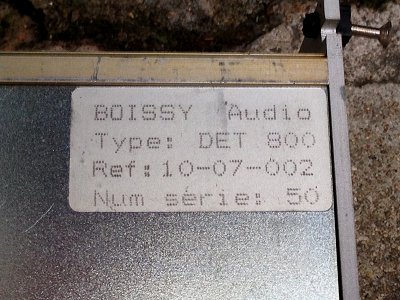 BOISSY Audio
Type: DET 800
Ref: 10-07-002
Num série: 50